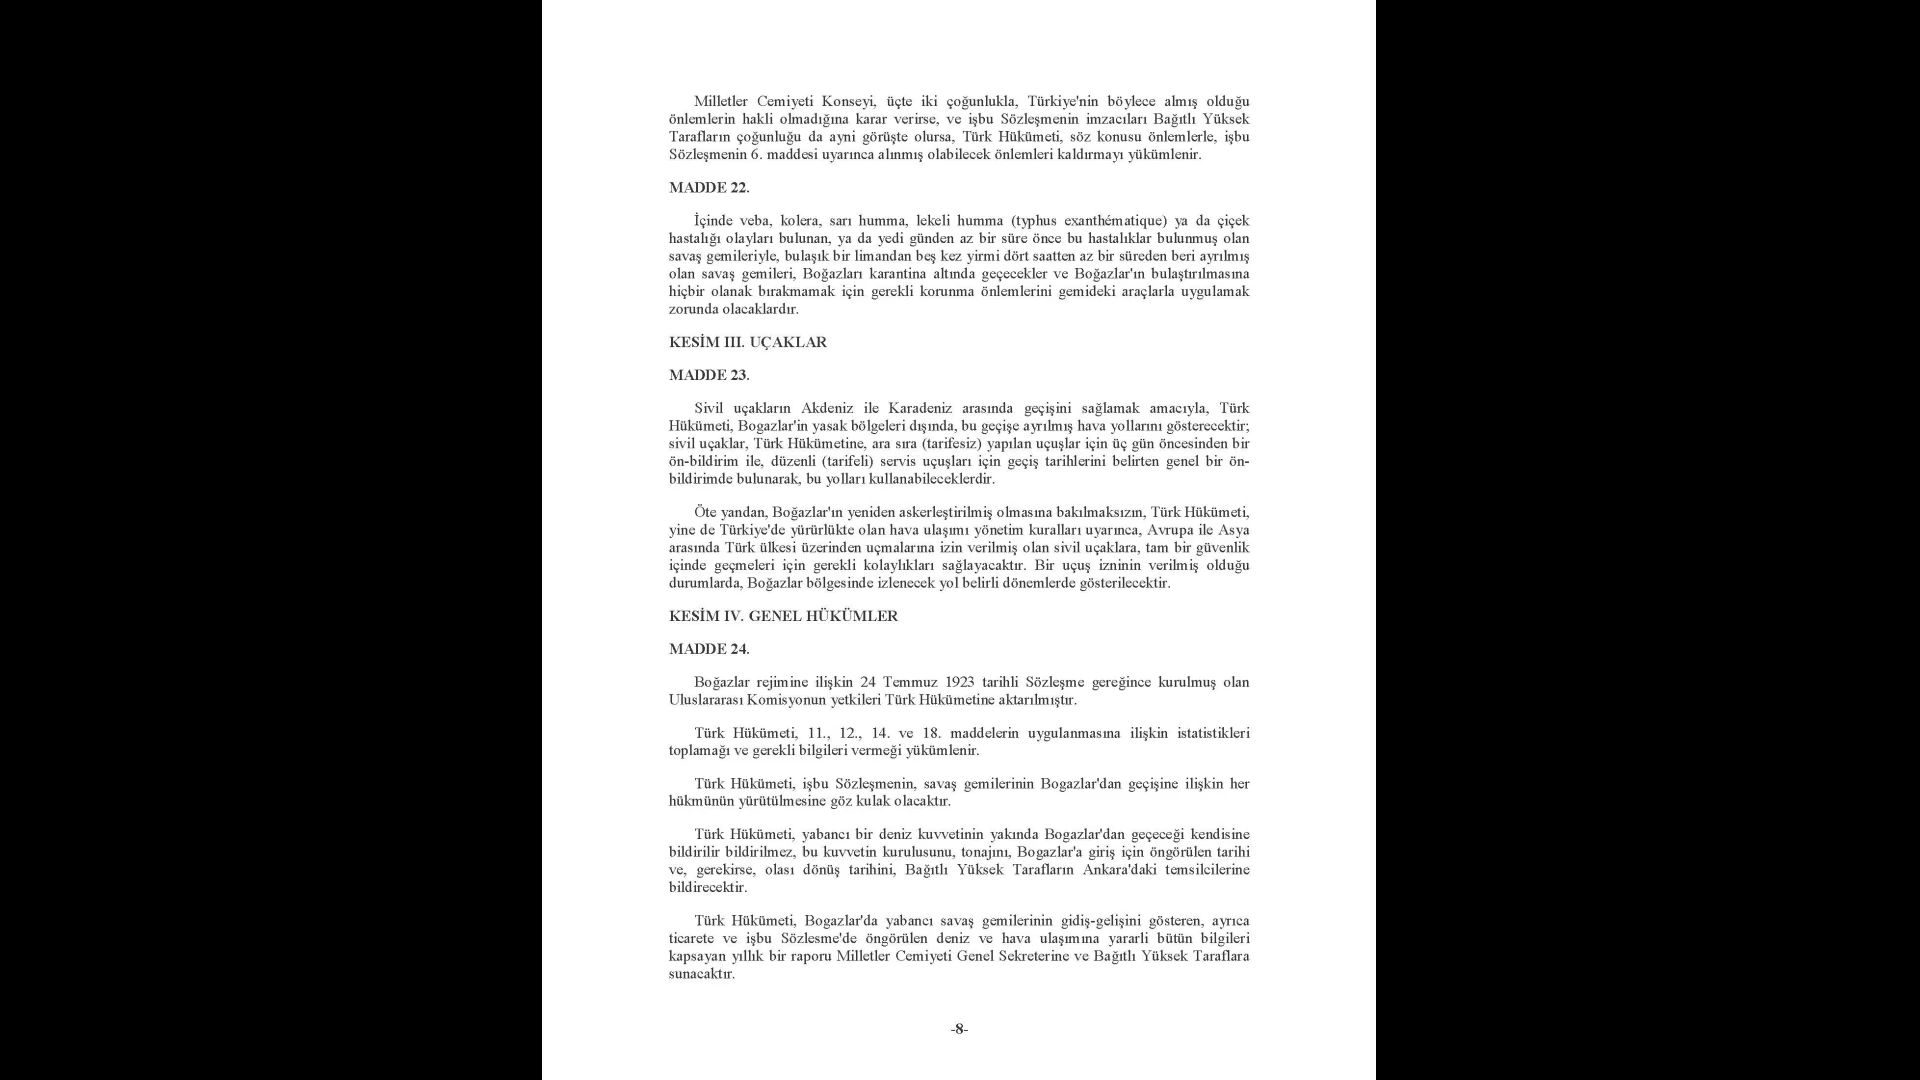 Milletler Cemiyeti Konseyi, üçte iki çoğunlukla, Türkiye'nin böylece almış olduğu
önlemlerin hakli olmadığına karar verirse, ve işbu Sözleşmenin imzacıları Bağıtlı Yüksek
Tarafların çoğunluğu da ayni görüşte olursa, Türk Hükümeti, söz konusu önlemlerle, işbu
Sözleşmenin 6. maddesi uyarınca alınmış olabilecek önlemleri kaldırmayı yükümlenir.
MADDE 22.
İçinde veba, kolera, sarı humma, lekeli humma (typhus exanthématique) ya da çiçek
hastalığı olayları bulunan, ya da yedi günden az bir süre önce bu hastalıklar bulunmuş olan
savaş gemileriyle, bulaşık bir limandan beş kez yirmi dört saatten az bir süreden beri ayrılmış
olan savaş gemileri, Boğazları karantina altında geçecekler ve Boğazlar'ın bulaştırılmasına
hiçbir olanak bırakmamak için gerekli korunma önlemlerini gemideki araçlarla uygulamak
zorunda olacaklardır.
KESİM III. UÇAKLAR
MADDE 23.
Sivil uçakların Akdeniz ile Karadeniz arasında geçişini sağlamak amacıyla, Türk
Hükümeti, Bogazlar'in yasak bölgeleri dışında, bu geçişe ayrılmış hava yollarını gösterecektir;
sivil uçaklar, Türk Hükümetine, ara sıra (tarifesiz) yapılan uçuşlar için üç gün öncesinden bir
ön-bildirim ile, düzenli (tarifeli) servis uçuşları için geçiş tarihlerini belirten genel bir ön-
bildirimde bulunarak, bu yolları kullanabileceklerdir.
Öte yandan, Boğazlar'ın yeniden askerleştirilmiş olmasına bakılmaksızın, Türk Hükümeti,
yine de Türkiye'de yürürlükte olan hava ulaşımı yönetim kuralları uyarınca, Avrupa ile Asya
arasında Türk ülkesi üzerinden uçmalarına izin verilmiş olan sivil uçaklara, tam bir güvenlik
içinde geçmeleri için gerekli kolaylıkları sağlayacaktır. Bir uçuş izninin verilmiş olduğu
durumlarda, Boğazlar bölgesinde izlenecek yol belirli dönemlerde gösterilecektir.
KESİM IV. GENEL HÜKÜMLER
MADDE 24.
Boğazlar rejimine ilişkin 24 Temmuz 1923 tarihli Sözleşme gereğince kurulmuş olan
Uluslararası Komisyonun yetkileri Türk Hükümetine aktarılmıştır.
Türk Hükümeti, 11., 12., 14. ve 18. maddelerin uygulanmasına ilişkin istatistikleri
toplamağı ve gerekli bilgileri vermeği yükümlenir.
Türk Hükümeti, işbu Sözleşmenin, savaş gemilerinin Bogazlar'dan geçişine ilişkin her
hükmünün yürütülmesine göz kulak olacaktır.
Türk Hükümeti, yabancı bir deniz kuvvetinin yakında Bogazlar'dan geçeceği kendisine
bildirilir bildirilmez, bu kuvvetin kurulusunu, tonajını, Bogazlar'a giriş için öngörülen tarihi
ve, gerekirse, olası dönüş tarihini, Bağıtlı Yüksek Tarafların Ankara'daki temsilcilerine
bildirecektir.
Türk Hükümeti, Bogazlar'da yabancı savaş gemilerinin gidiş-gelişini gösteren, ayrıca
ticarete ve işbu Sözlesme'de öngörülen deniz ve hava ulaşımına yararli bütün bilgileri
kapsayan yıllık bir raporu Milletler Cemiyeti Genel Sekreterine ve Bağıtlı Yüksek Taraflara
sunacaktır.
-8-